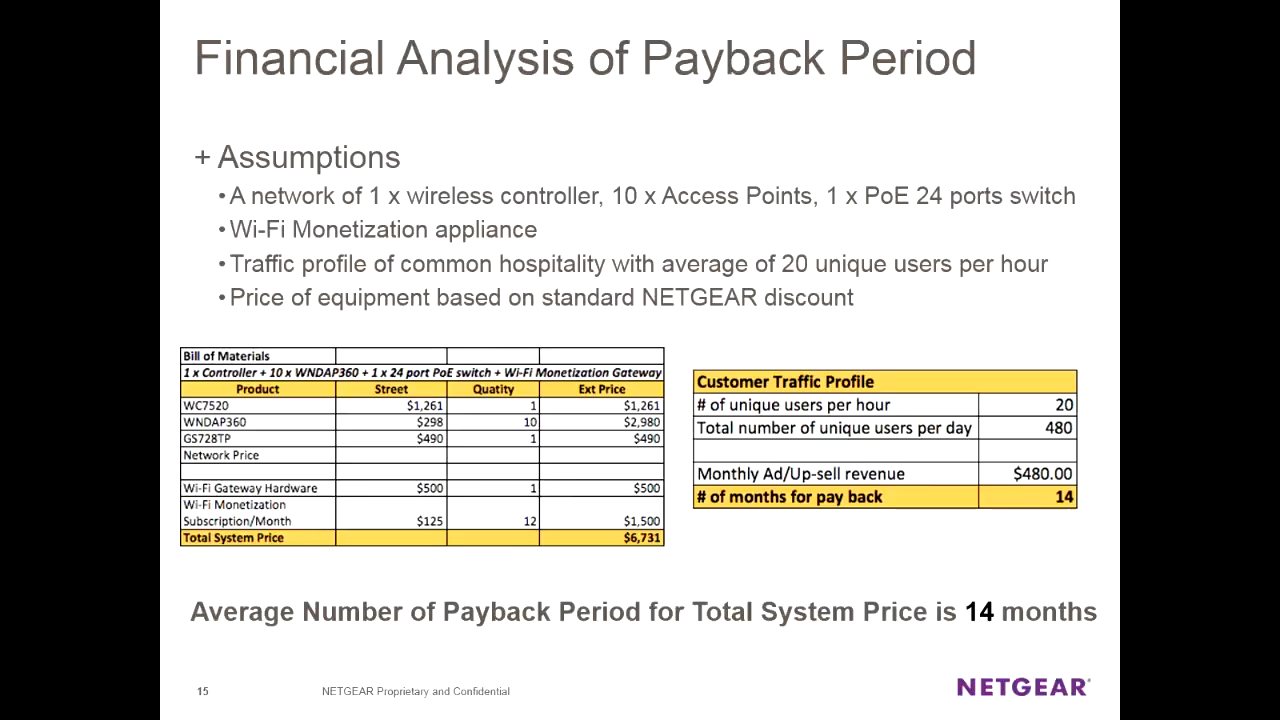 Financial Analysis of Payback Period
+ Assumptions
• A network of 1 x wireless controller, 10 x Access Points, 1 x PoE 24 ports switch
• Wi-Fi Monetization appliance
• Traffic profile of common hospitality with average of 20 unique users per hour
• Price of equipment based on standard NETGEAR discount
Bill of Materials
1 x Controller + 10 x WNDAP360 + 1 x 24 port PoE switch + Wi-Fi Monetization Gateway
Product Street Quatity Ext Price
WC7520 $1,261 1 $1,261
WNDAP360 $298 10 $2,980
GS728TP $490 1 $490
Network Price
Wi-Fi Gateway Hardware $500 1 $500
Wi-Fi Monetization
Subscription/Month $125 12 $1,500
Total System Price $6,731
Customer Traffic Profile
# of unique users per hour 20
Total number of unique users per day 480
Monthly Ad/Up-sell revenue $480.00
# of months for pay back 14
Average Number of Payback Period for Total System Price is 14 months
15 NETGEAR Proprietary and Confidential
NETGEAR®